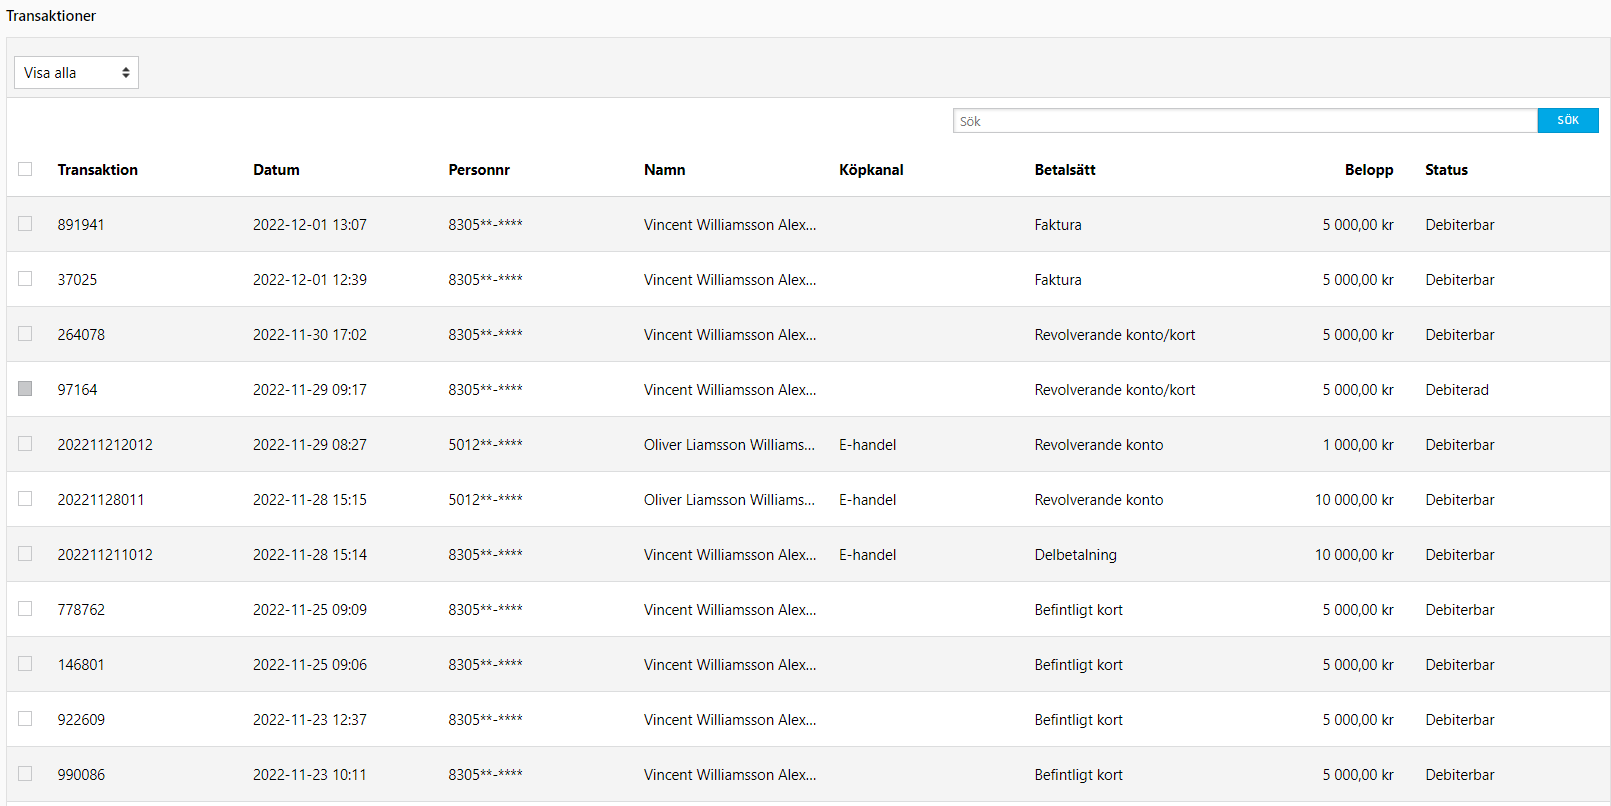 Transaktioner
Visa alla
Sök SÖK
Transaktion Datum Personnr Namn Köpkanal Betalsätt Belopp Status
891941 2022-12-01 13:07 8305**-**** Vincent Williamsson Alex... Faktura 5 000,00 kr Debiterbar
37025 2022-12-01 12:39 8305**-**** Vincent Williamsson Alex... Faktura 5 000,00 kr Debiterbar
264078 2022-11-30 17:02 8305**-**** Vincent Williamsson Alex... Revolverande konto/kort 5 000,00 kr Debiterbar
97164 2022-11-29 09:17 8305**-**** Vincent Williamsson Alex... Revolverande konto/kort 5 000,00 kr Debiterad
202211212012 2022-11-29 08:27 5012**-**** Oliver Liamsson Williams... E-handel Revolverande konto 1 000,00 kr Debiterbar
20221128011 2022-11-28 15:15 5012**-**** Oliver Liamsson Williams... E-handel Revolverande konto 10 000,00 kr Debiterbar
202211211012 2022-11-28 15:14 8305**-**** Vincent Williamsson Alex... E-handel Delbetalning 10 000,00 kr Debiterbar
778762 2022-11-25 09:09 8305**-**** Vincent Williamsson Alex... Befintligt kort 5 000,00 kr Debiterbar
146801 2022-11-25 09:06 8305**-**** Vincent Williamsson Alex... Befintligt kort 5 000,00 kr Debiterbar
922609 2022-11-23 12:37 8305**-**** Vincent Williamsson Alex... Befintligt kort 5 000,00 kr Debiterbar
990086 2022-11-23 10:11 8305**-**** Vincent Williamsson Alex... Befintligt kort 5 000,00 kr Debiterbar